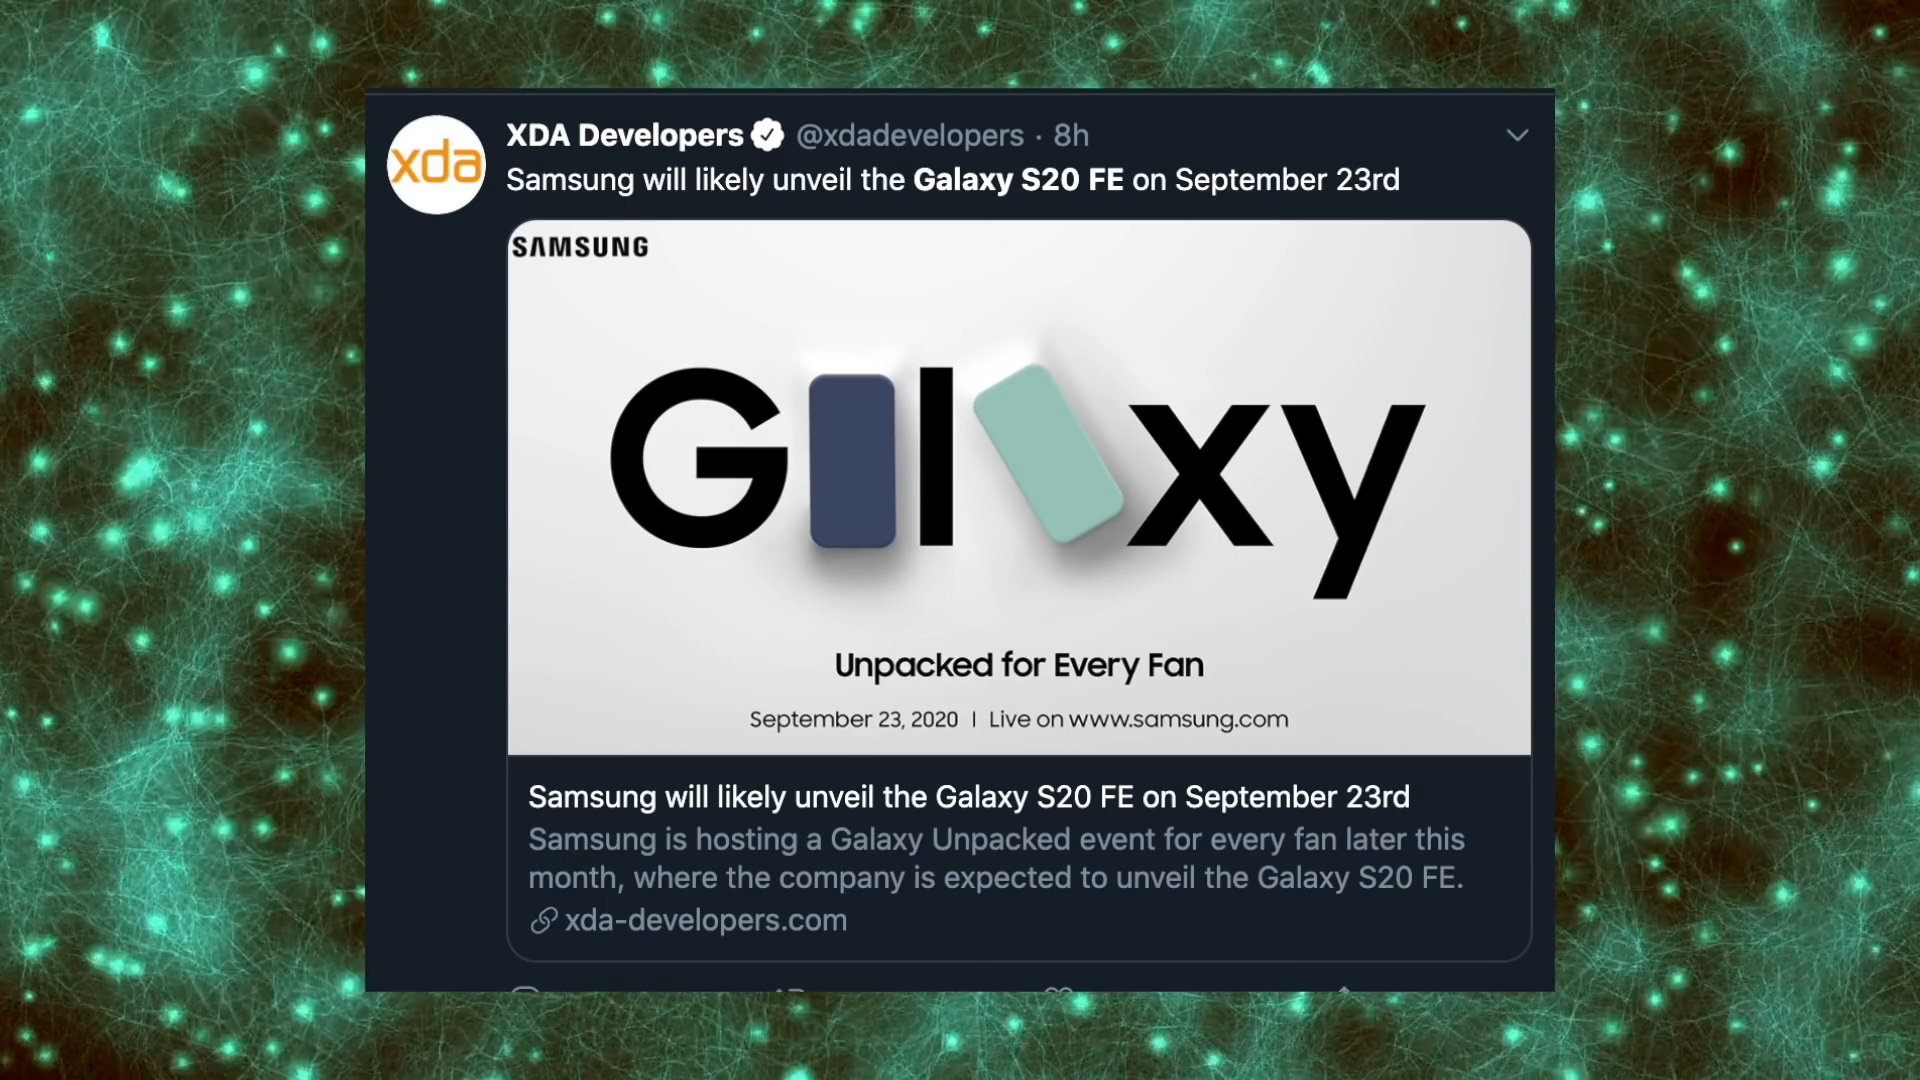 xda
XDA Developers @xdadevelopers · 8h
Samsung will likely unveil the Galaxy S20 FE on September 23rd
SAMSUNG
Galaxy
Unpacked for Every Fan
September 23, 2020 | Live on www.samsung.com
Samsung will likely unveil the Galaxy S20 FE on September 23rd
Samsung is hosting a Galaxy Unpacked event for every fan later this
month, where the company is expected to unveil the Galaxy S20 FE.
xda-developers.com